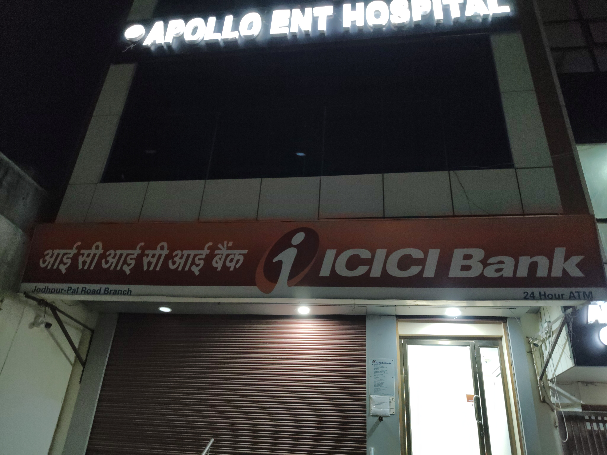 APOLLO ENT HOSPITAL
आई सी आई सी आई बैंक ICICI Bank
Jodhpur-Pal Road Branch 24 Hour ATM